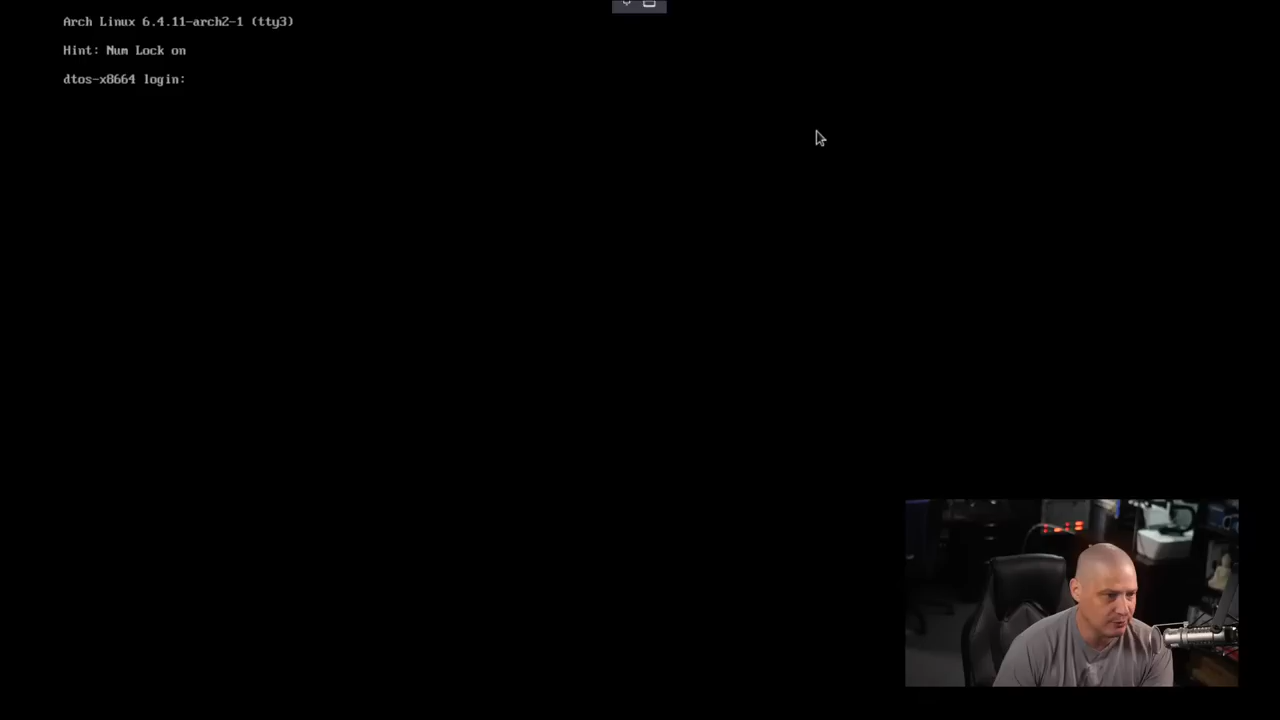 Arch Linux 6.4.11-arch2-1 (tty3)
Hint: Num Lock on
dtos-x8664 login: